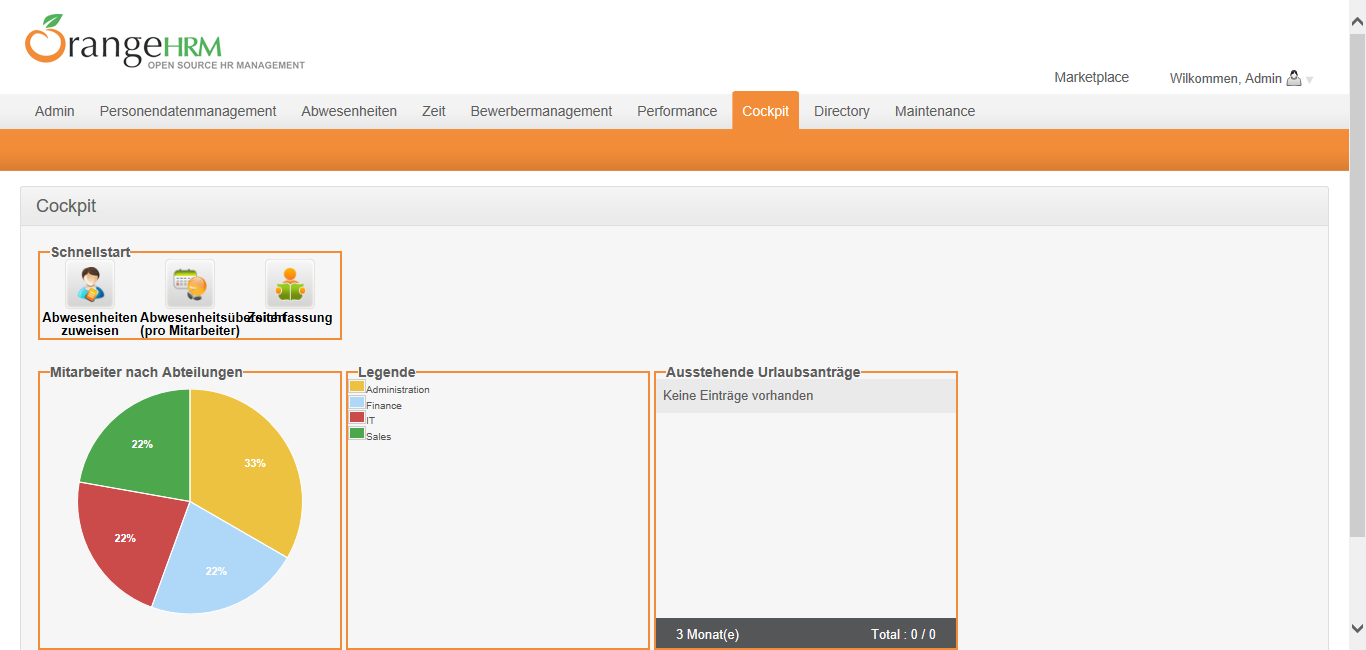 OrangeHRM
OPEN SOURCE HR MANAGEMENT
Marketplace
Wilkommen, Admin
Admin Personendatenmanagement Abwesenheiten Zeit Bewerbermanagement Performance Cockpit Directory Maintenance
Cockpit
Schnellstart
Abwesenheiten zuweisen
Abwesenheitsübersicht
(pro Mitarbeiter)
Zeiterfassung
Mitarbeiter nach Abteilungen
22%
33%
22%
22%
Legende
Administration
Finance
IT
Sales
Ausstehende Urlaubsanträge
Keine Einträge vorhanden
3 Monat(e) Total : 0 / 0